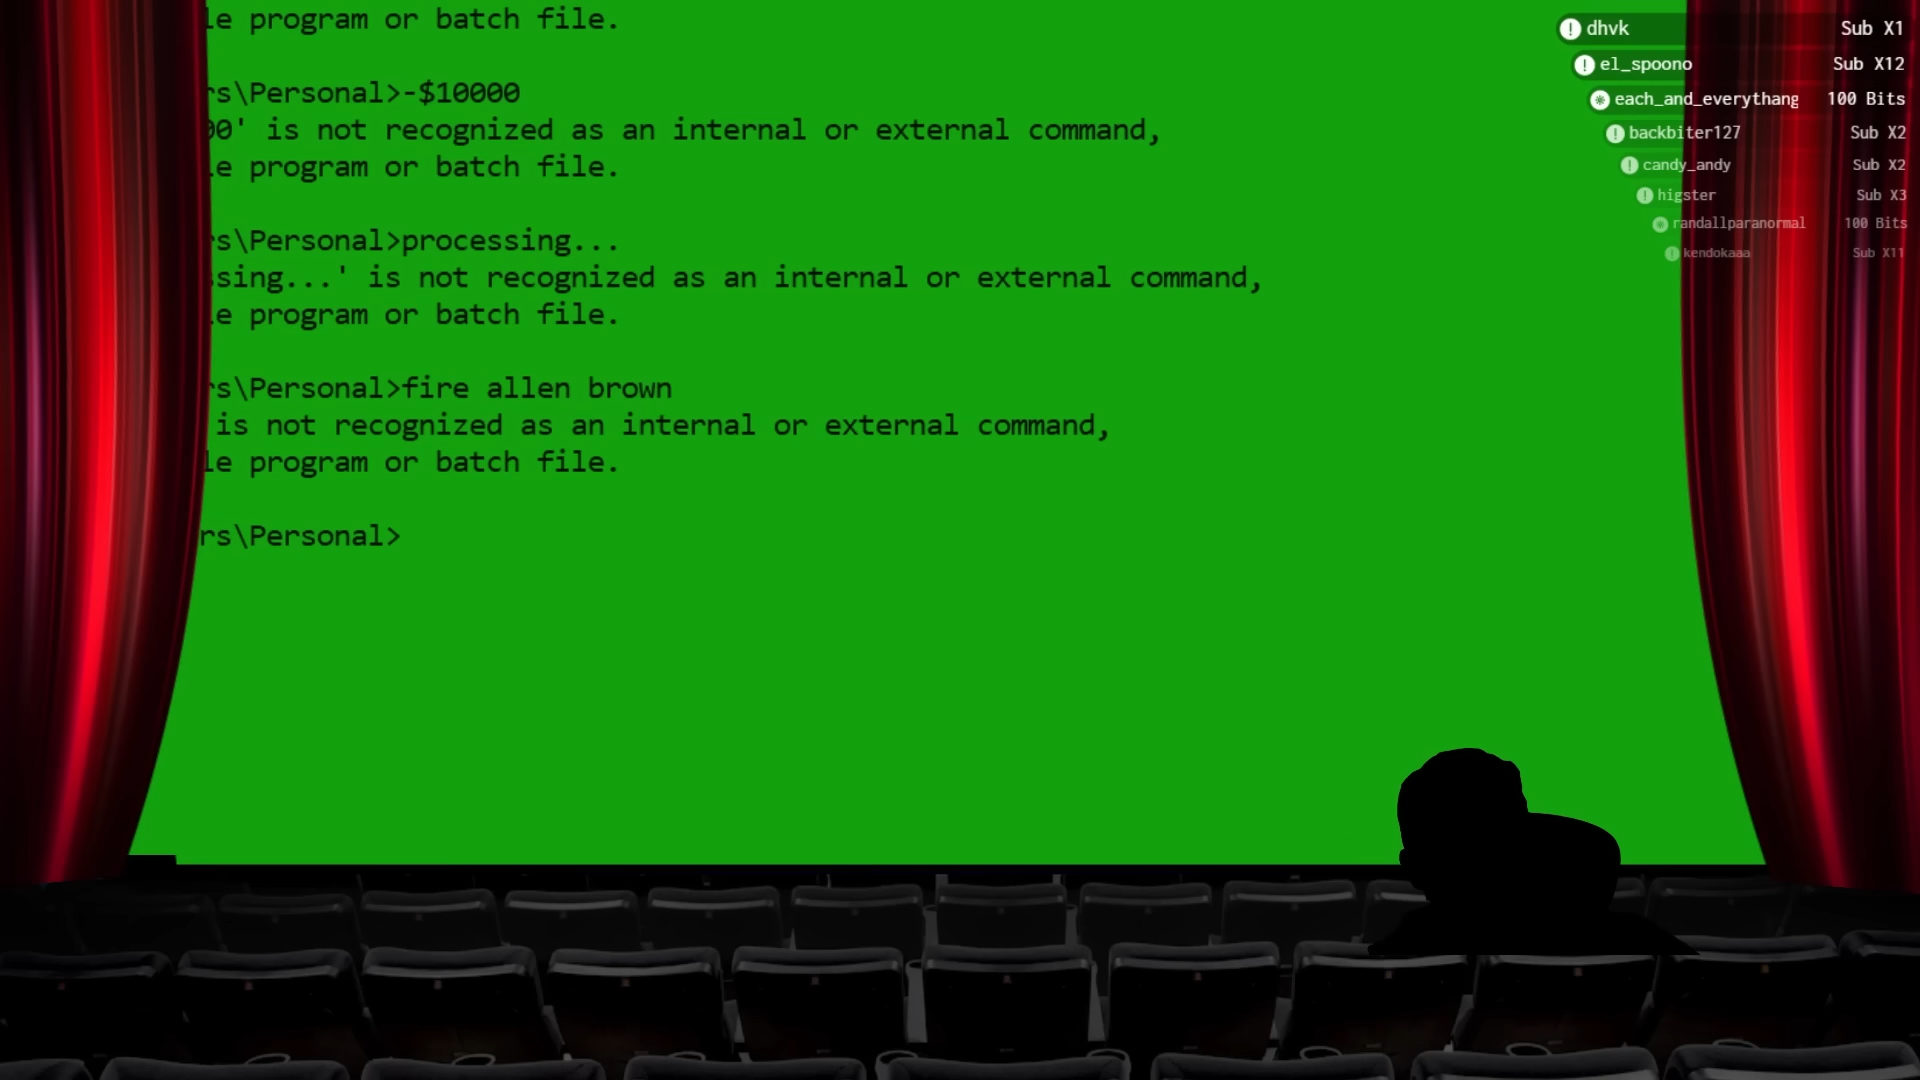 le program or batch file.
rs\Personal>-$10000
00' is not recognized as an internal or external command,
le program or batch file.
rs\Personal>processing...
ssing...' is not recognized as an internal or external command,
le program or batch file.
rs\Personal>fire allen brown
is not recognized as an internal or external command,
le program or batch file.
rs\Personal>
dhvk Sub X1
el_spoono Sub X12
each_and_everythang 100 Bits
backbiter127 Sub X2
candy_andy Sub X2
higster Sub X3
randallparanormal 100 Bits
kendokaaa Sub X11